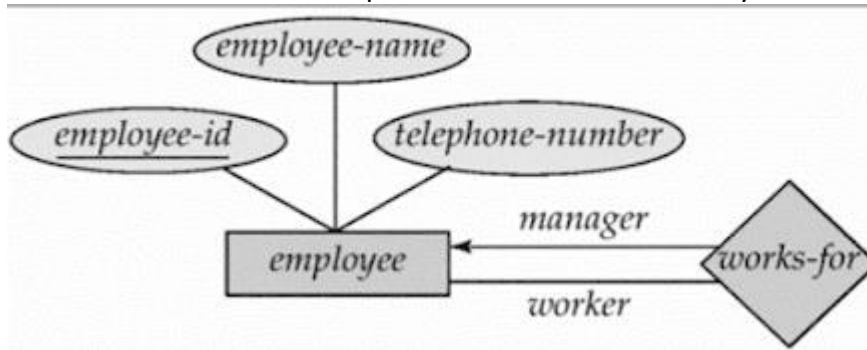 employee-name
employee-id
telephone-number
manager
employee
works-for
worker